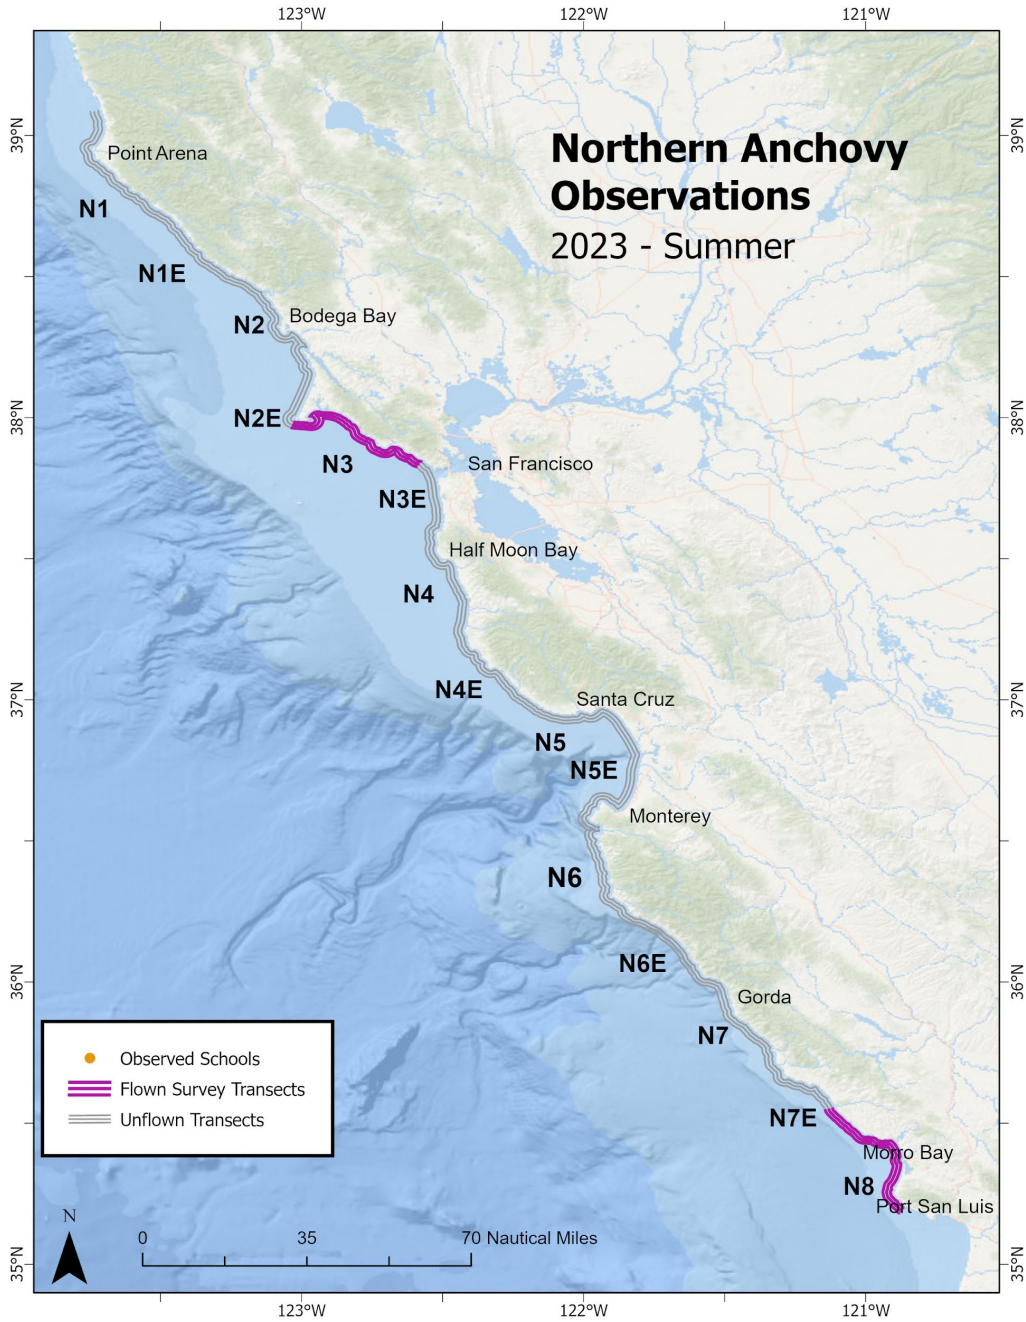 123°W
122°W
121°W
39°N
39°N
Northern Anchovy
Observations
2023 - Summer
Point Arena
N1
N1E
N2
Bodega Bay
38°N
38°N
N2E
N3
San Francisco
N3E
Half Moon Bay
N4
37°N
37°N
N4E
Santa Cruz
N5
N5E
Monterey
N6
N6E
36°N
36°N
Gorda
N7
Observed Schools
Flown Survey Transects
Unflown Transects
N7E
Morro Bay
N8
Port San Luis
N
0 35 70 Nautical Miles
35°N
35°N
123°W
122°W
121°W